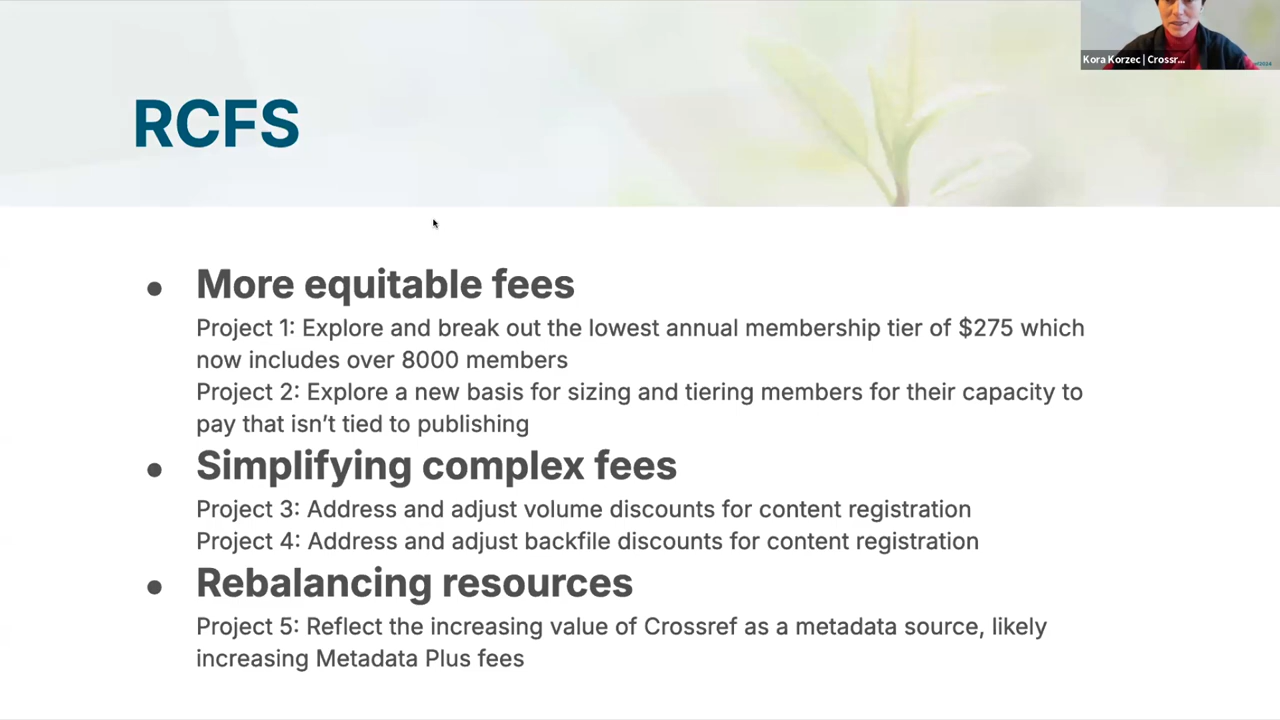 Kora Korzec | Crossr...
RCFS
• More equitable fees
Project 1: Explore and break out the lowest annual membership tier of $275 which
now includes over 8000 members
Project 2: Explore a new basis for sizing and tiering members for their capacity to
pay that isn’t tied to publishing
• Simplifying complex fees
Project 3: Address and adjust volume discounts for content registration
Project 4: Address and adjust backfile discounts for content registration
• Rebalancing resources
Project 5: Reflect the increasing value of Crossref as a metadata source, likely
increasing Metadata Plus fees